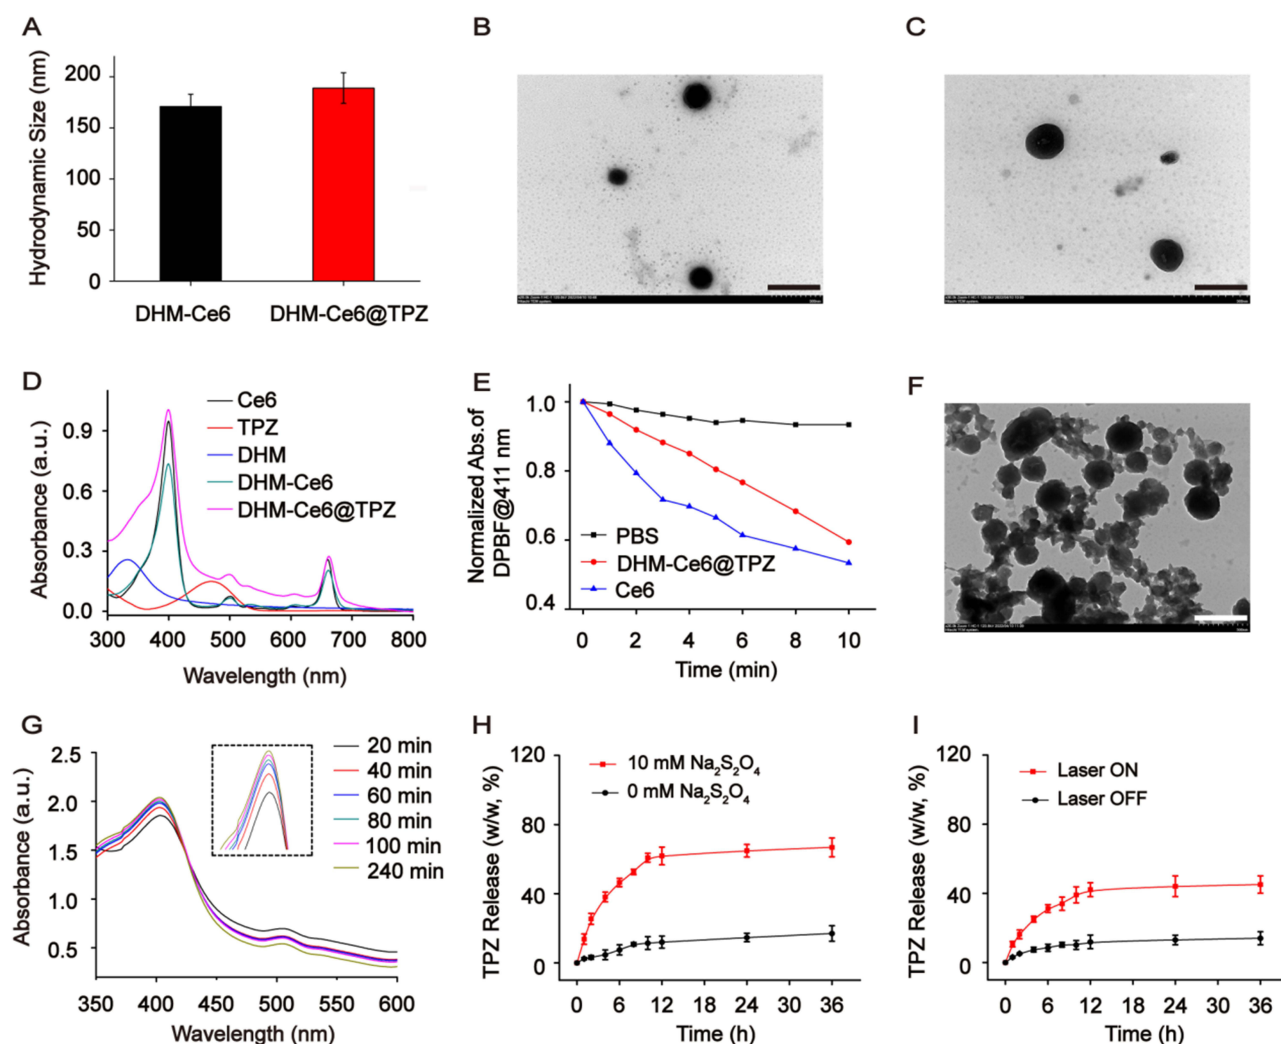 A
Hydrodynamic Size (nm)
200
150
100
50
0
DHM-Ce6
DHM-Ce6@TPZ
B
C
D
Absorbance (a.u.)
0.9
0.6
0.3
0.0
Ce6
TPZ
DHM
DHM-Ce6
DHM-Ce6@TPZ
300 400 500 600 700 800
Wavelength (nm)
E
Normalized Abs.of
DPBF@411 nm
1.0
0.8
0.6
0.4
PBS
DHM-Ce6@TPZ
Ce6
0 2 4 6 8 10
Time (min)
F
G
Absorbance (a.u.)
2.5
2.0
1.5
1.0
0.5
20 min
40 min
60 min
80 min
100 min
240 min
350 400 450 500 550 600
Wavelength (nm)
H
TPZ Release (w/w, %)
120
80
40
0
10 mM Na₂S₂O₄
0 mM Na₂S₂O₄
0 6 12 18 24 30 36
Time (h)
I
TPZ Release (w/w, %)
120
80
40
0
Laser ON
Laser OFF
0 6 12 18 24 30 36
Time (h)